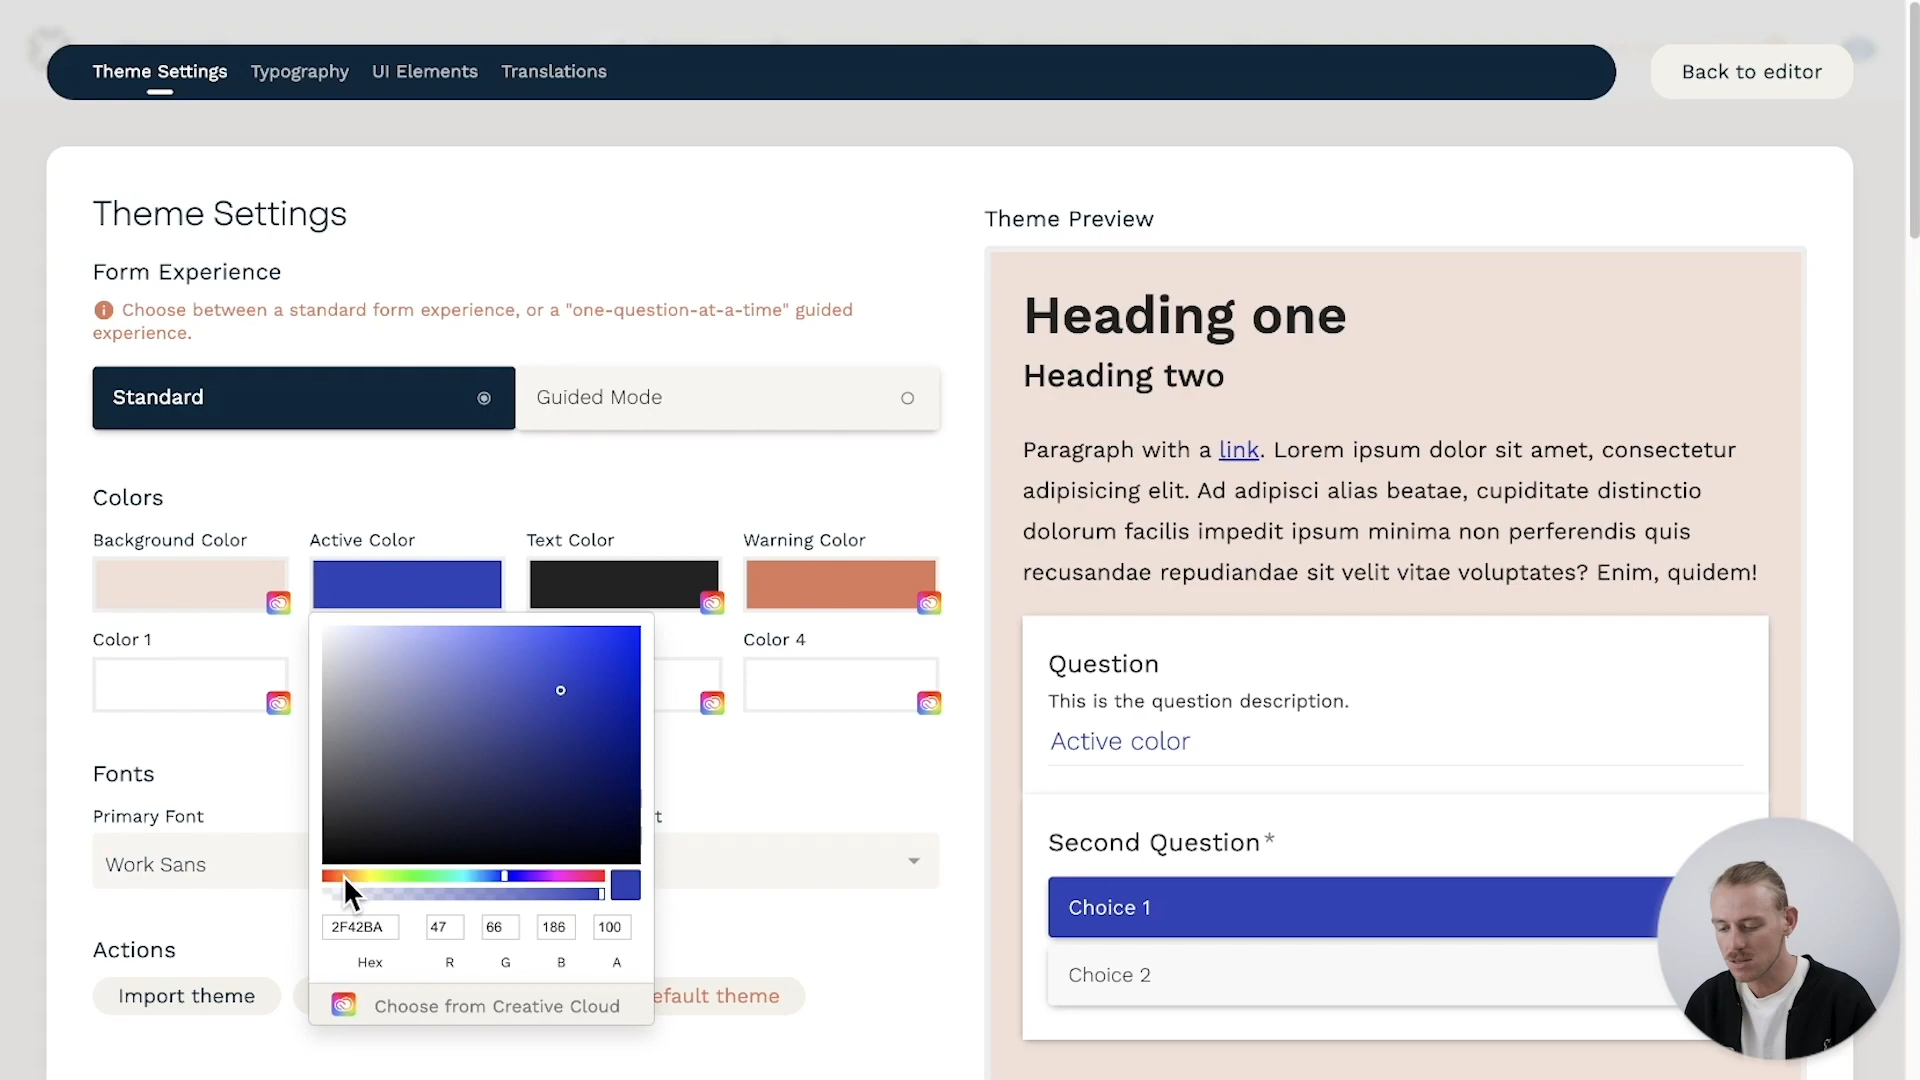 Theme Settings Typography UI Elements Translations
Back to editor
Theme Settings
Form Experience
Choose between a standard form experience, or a "one-question-at-a-time" guided
experience.
Standard
Guided Mode
Colors
Background Color
Active Color
Text Color
Warning Color
Color 1
Color 4
2F42BA
47
66
186
100
Hex
R
G
B
A
Choose from Creative Cloud
Fonts
Primary Font
t
Work Sans
Actions
Import theme
efault theme
Theme Preview
Heading one
Heading two
Paragraph with a link. Lorem ipsum dolor sit amet, consectetur
adipisicing elit. Ad adipisci alias beatae, cupiditate distinctio
dolorum facilis impedit ipsum minima non perferendis quis
recusandae repudiandae sit velit vitae voluptates? Enim, quidem!
Question
This is the question description.
Active color
Second Question*
Choice 1
Choice 2